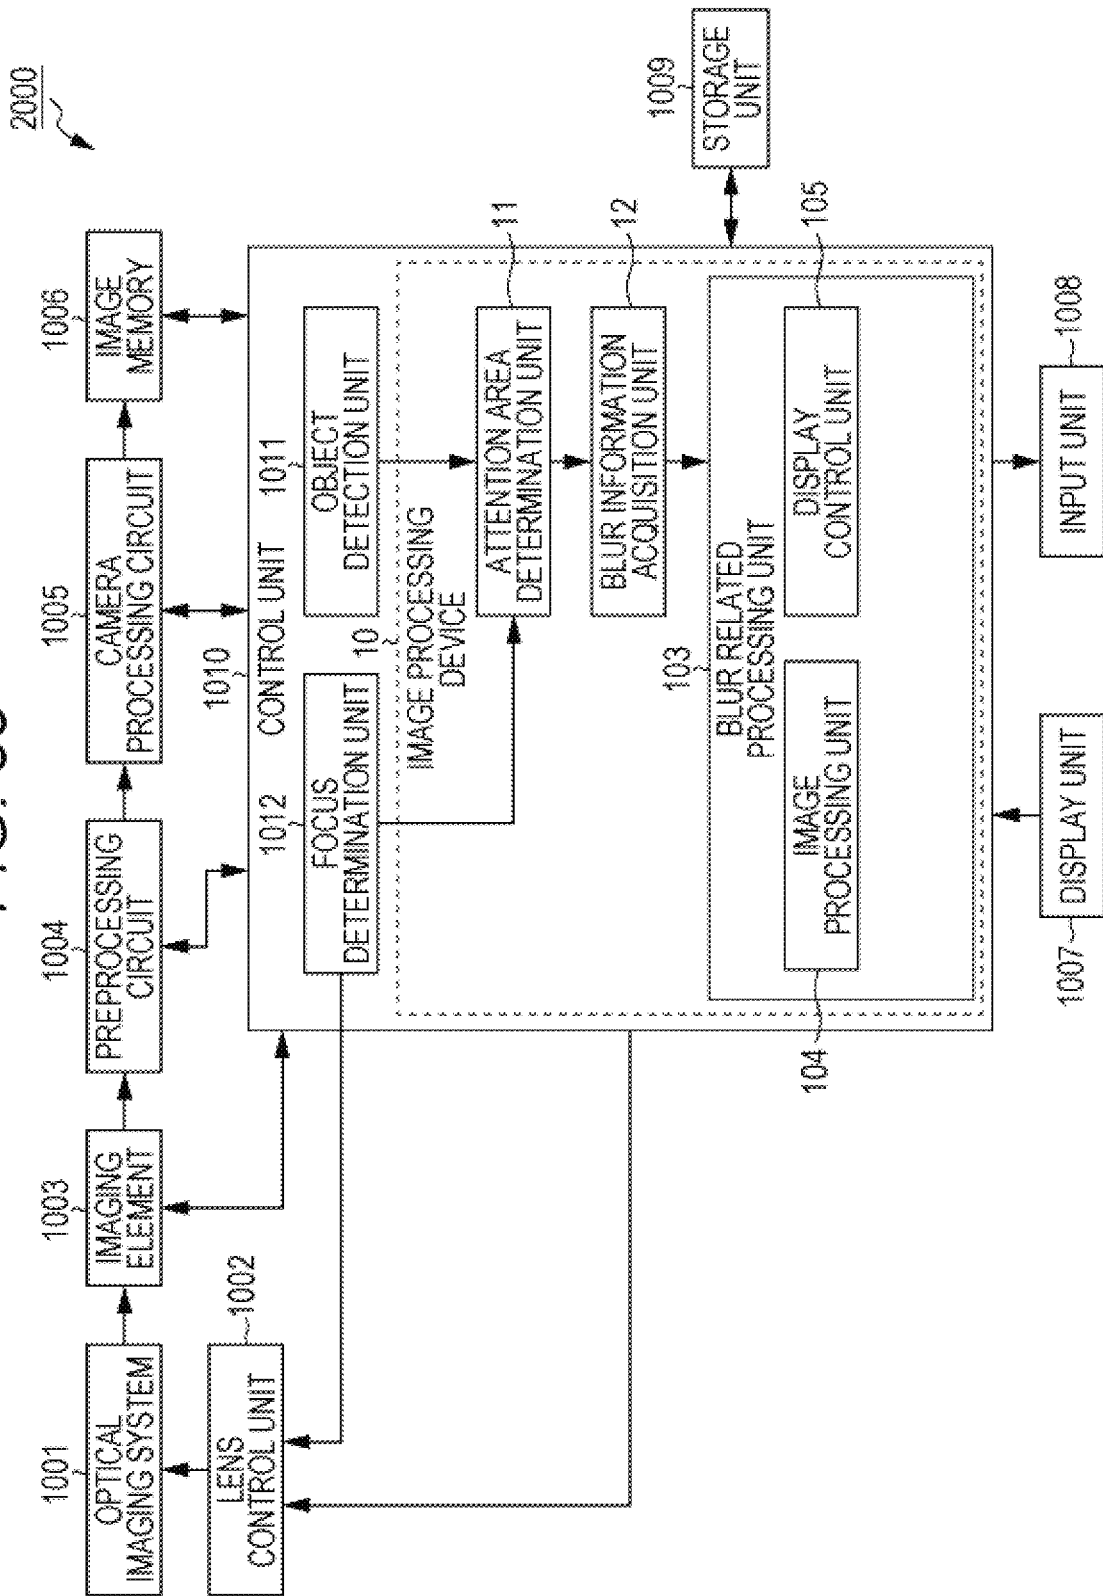 2000
1001
OPTICAL
IMAGING SYSTEM
1003
IMAGING
ELEMENT
1004
PREPROCESSING
CIRCUIT
1005
CAMERA
PROCESSING CIRCUIT
1006
IMAGE
MEMORY
1002
LENS
CONTROL UNIT
1010
CONTROL UNIT
1012
FOCUS
DETERMINATION UNIT
1011
OBJECT
DETECTION UNIT
10
IMAGE PROCESSING
DEVICE
11
ATTENTION AREA
DETERMINATION UNIT
12
BLUR INFORMATION
ACQUISITION UNIT
103
BLUR RELATED
PROCESSING UNIT
104
IMAGE
PROCESSING UNIT
105
DISPLAY
CONTROL UNIT
1009
STORAGE
UNIT
1007
DISPLAY UNIT
1008
INPUT UNIT